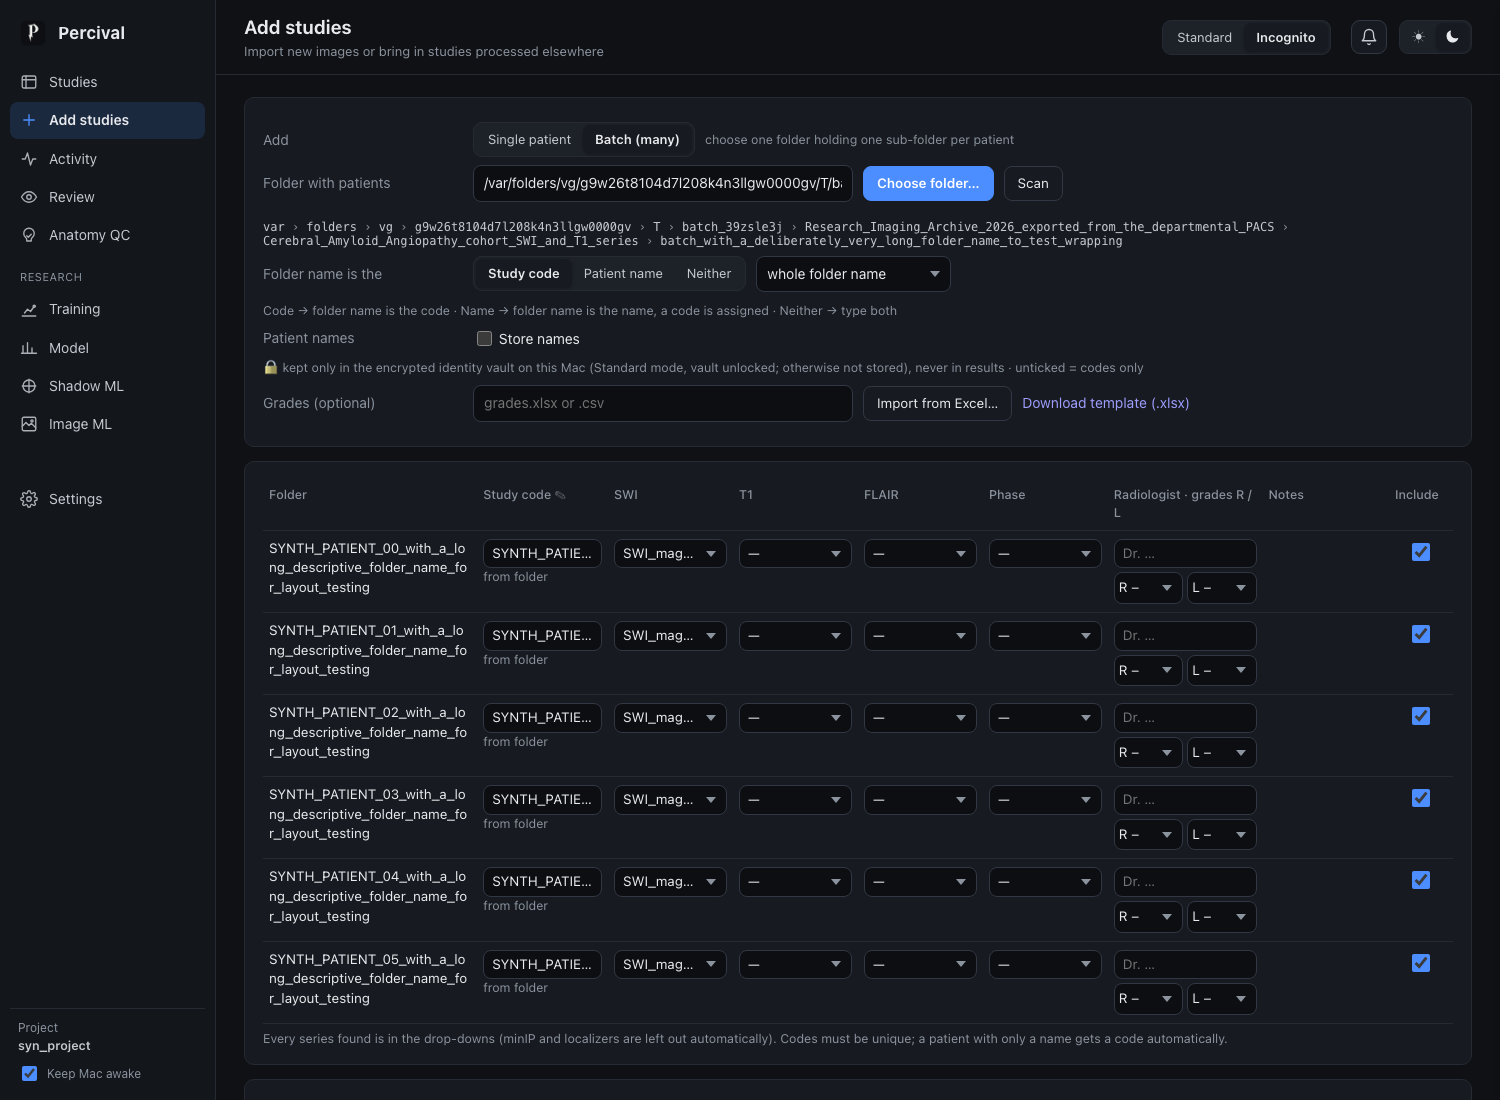 Percival
Studies
Add studies
Activity
Review
Anatomy QC
RESEARCH
Training
Model
Shadow ML
Image ML
Settings
Project
syn_project
Keep Mac awake
Add studies
Import new images or bring in studies processed elsewhere
Standard Incognito
Add Single patient Batch (many) choose one folder holding one sub-folder per patient
Folder with patients /var/folders/vg/g9w26t8104d7l208k4n3llgw0000gv/T/ba Choose folder... Scan
var › folders › vg › g9w26t8104d7l208k4n3llgw0000gv › T › batch_39zsle3j › Research_Imaging_Archive_2026_exported_from_the_departmental_PACS ›
Cerebral_Amyloid_Angiopathy_cohort_SWI_and_T1_series › batch_with_a_deliberately_very_long_folder_name_to_test_wrapping
Folder name is the Study code Patient name Neither whole folder name
Code → folder name is the code · Name → folder name is the name, a code is assigned · Neither → type both
Patient names Store names
🔒 kept only in the encrypted identity vault on this Mac (Standard mode, vault unlocked; otherwise not stored), never in results · unticked = codes only
Grades (optional) grades.xlsx or .csv Import from Excel... Download template (.xlsx)
Folder Study code ✎ SWI T1 FLAIR Phase Radiologist · grades R / Notes Include
L
SYNTH_PATIENT_00_with_a_lo SYNTH_PATIE... SWI_mag... — — — Dr. ...
ng_descriptive_folder_name_fo from folder
r_layout_testing R – L –
SYNTH_PATIENT_01_with_a_lo SYNTH_PATIE... SWI_mag... — — — Dr. ...
ng_descriptive_folder_name_fo from folder
r_layout_testing R – L –
SYNTH_PATIENT_02_with_a_lo SYNTH_PATIE... SWI_mag... — — — Dr. ...
ng_descriptive_folder_name_fo from folder
r_layout_testing R – L –
SYNTH_PATIENT_03_with_a_lo SYNTH_PATIE... SWI_mag... — — — Dr. ...
ng_descriptive_folder_name_fo from folder
r_layout_testing R – L –
SYNTH_PATIENT_04_with_a_lo SYNTH_PATIE... SWI_mag... — — — Dr. ...
ng_descriptive_folder_name_fo from folder
r_layout_testing R – L –
SYNTH_PATIENT_05_with_a_lo SYNTH_PATIE... SWI_mag... — — — Dr. ...
ng_descriptive_folder_name_fo from folder
r_layout_testing R – L –
Every series found is in the drop-downs (minIP and localizers are left out automatically). Codes must be unique; a patient with only a name gets a code automatically.